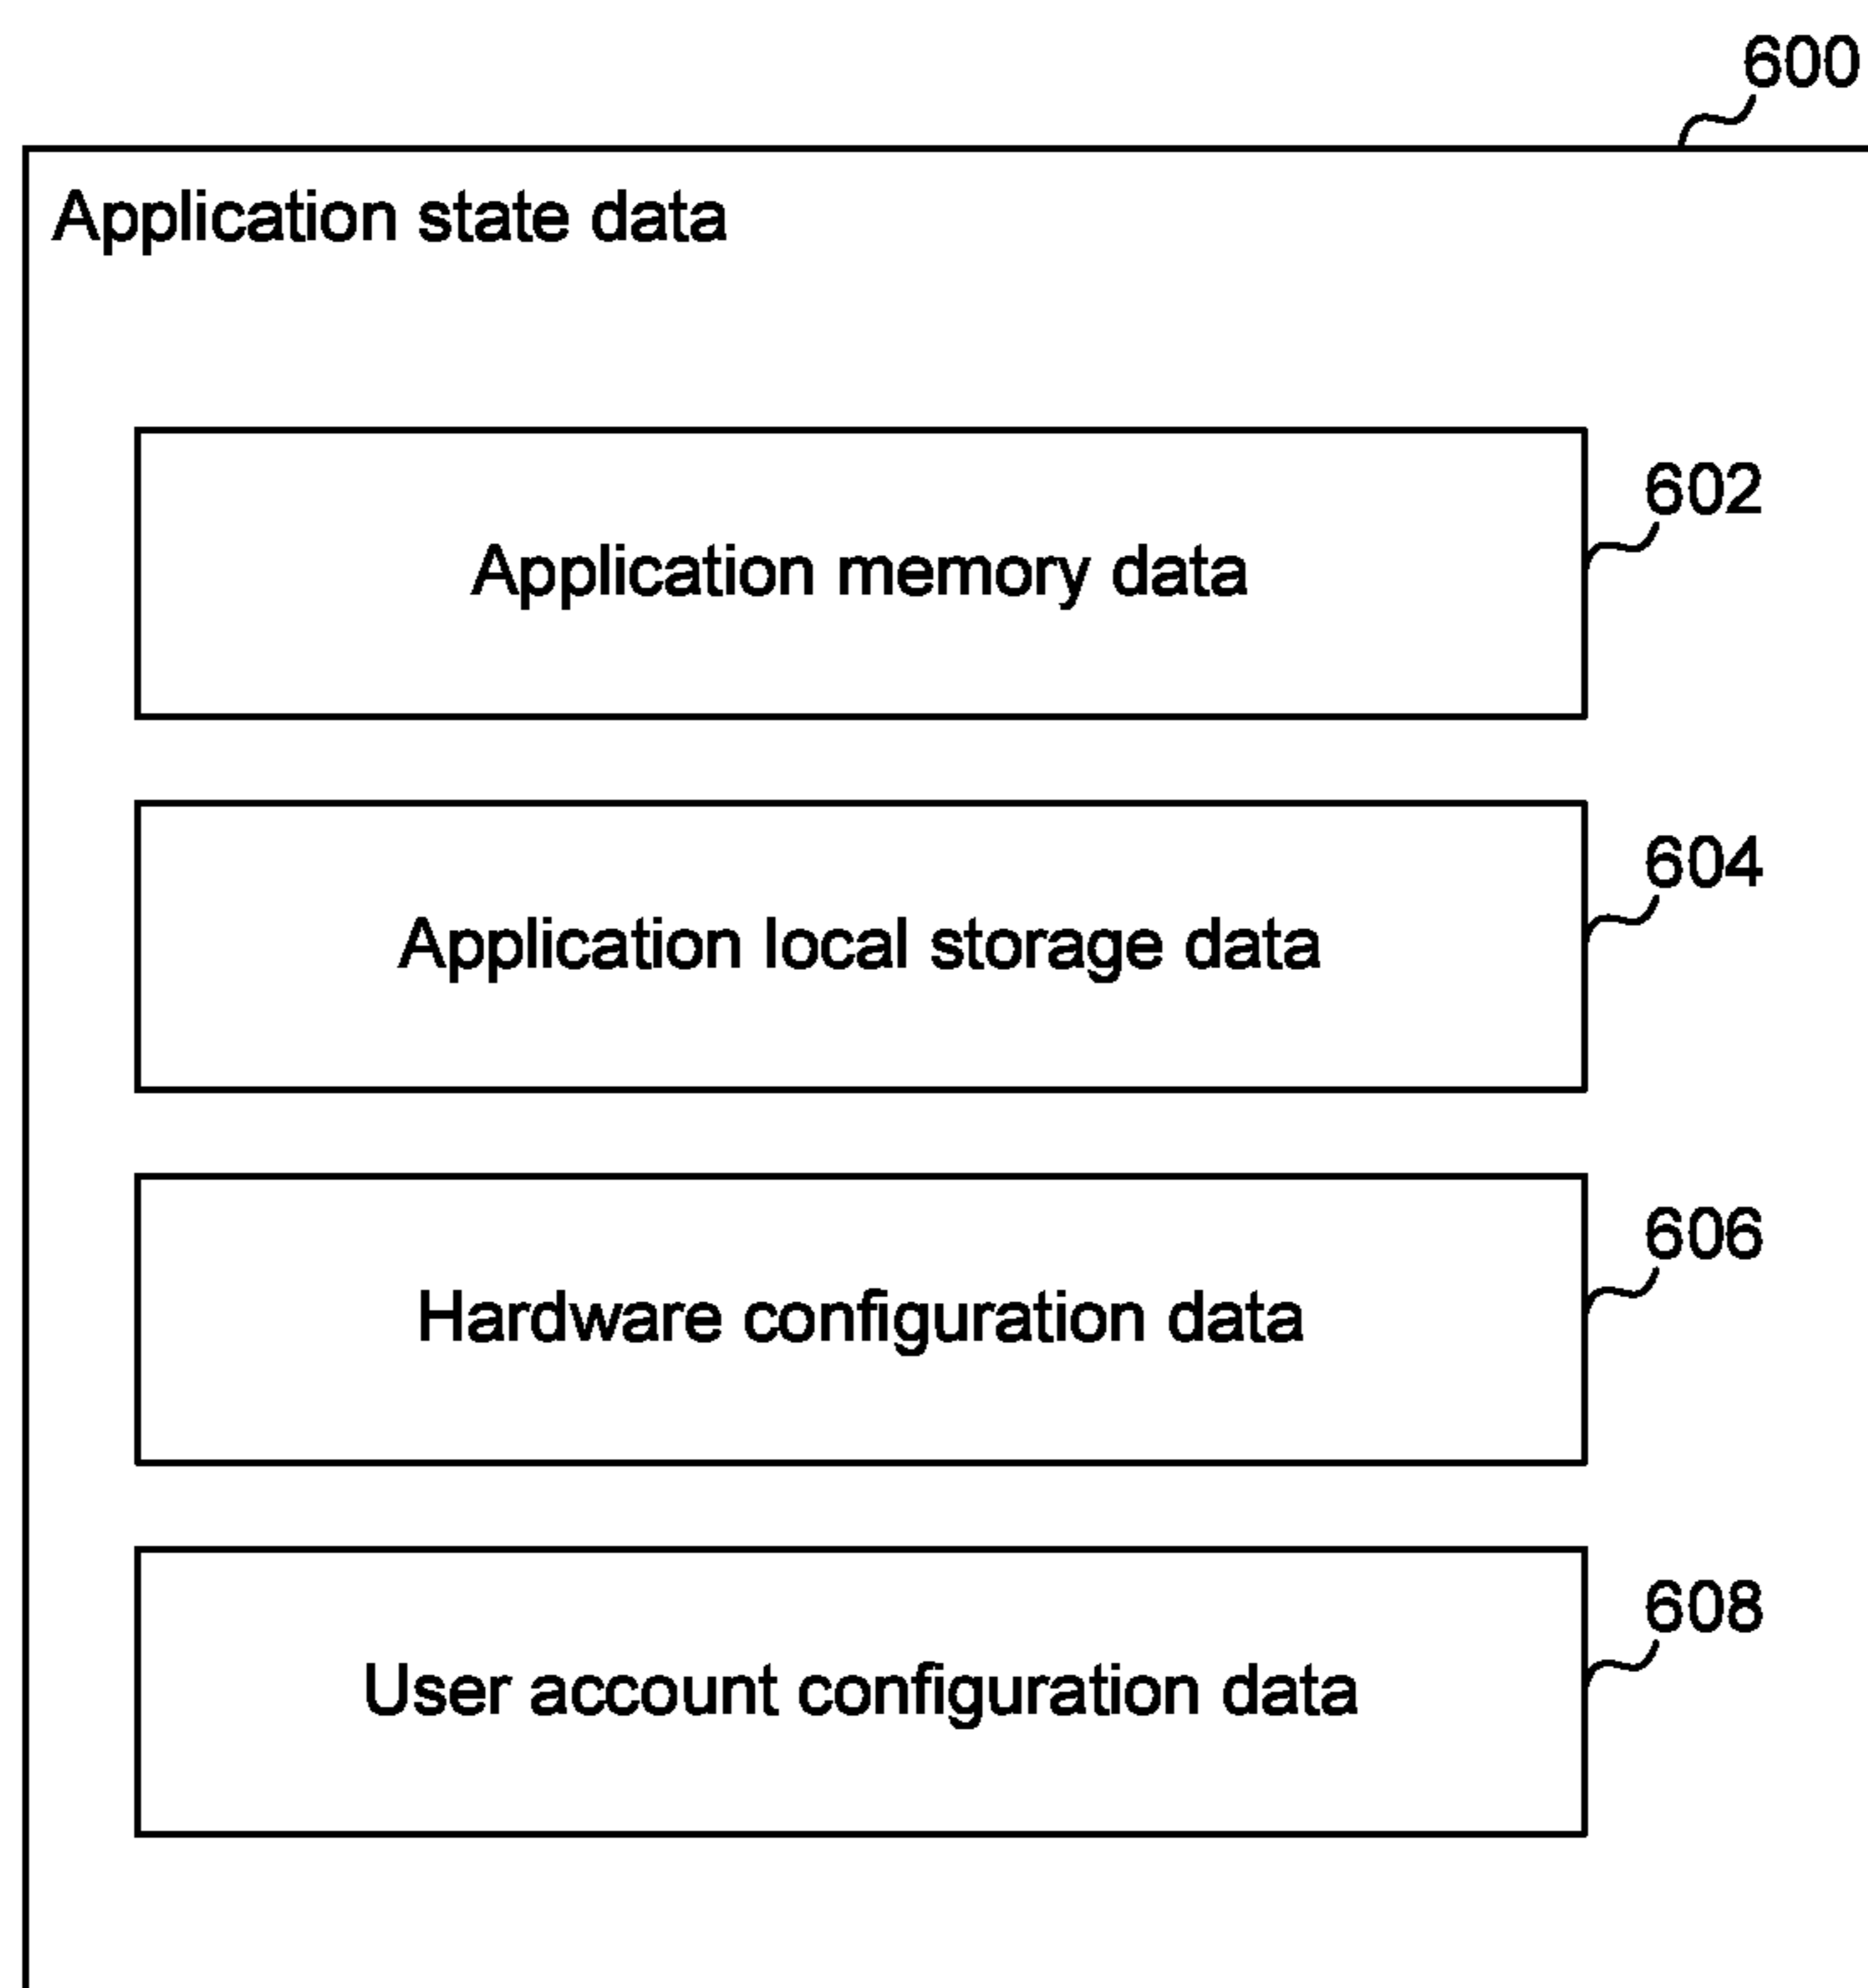 600
Application state data
602
Application memory data
604
Application local storage data
606
Hardware configuration data
608
User account configuration data